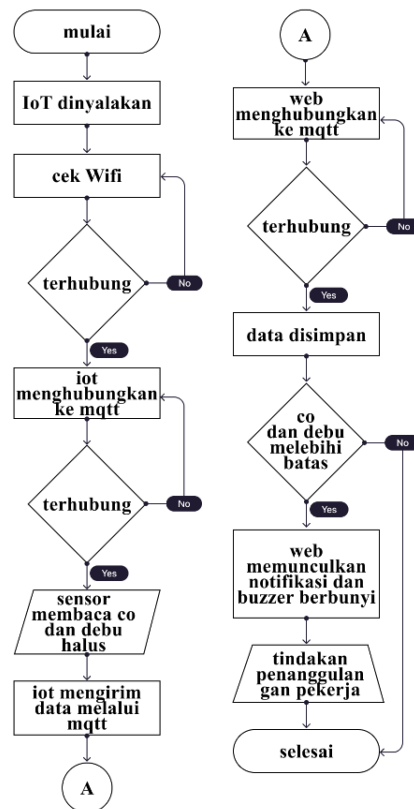 mulai
IoT dinyalakan
cek Wifi
terhubung
No
Yes
iot
menghubungkan
ke mqtt
terhubung
No
Yes
sensor
membaca co
dan debu
halus
iot mengirim
data melalui
mqtt
A
A
web
menghubungkan
ke mqtt
terhubung
No
Yes
data disimpan
co
dan debu
melebihi
batas
No
Yes
web
memunculkan
notifikasi dan
buzzer berbunyi
tindakan
penanggulan
gan pekerja
selesai